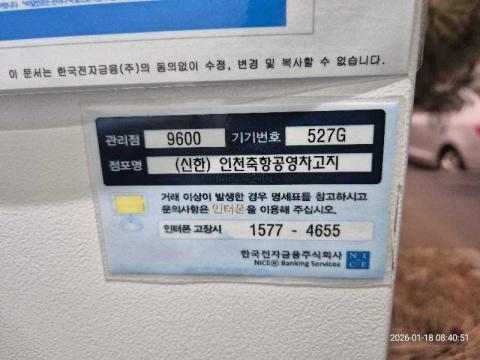 이 문서는 한국전자금융(주)의 동의없이 수정, 변경 및 복사할 수 없습니다.
관리점 9600 기기번호 527G
점포명 (신한) 인천축항공영차고지
거래 이상이 발생한 경우 명세표를 참고하시고
문의사항은 인터폰을 이용해 주십시오.
인터폰 고장시 1577 - 4655
한국전자금융주식회사
NICE® Banking Services
NICE
2026-01-18 08:40:51